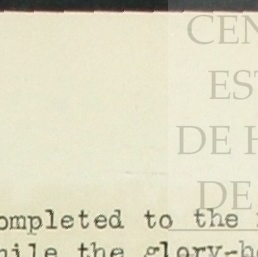 CEN
EST
DE H
DE
ompleted to the
hile the glory-h